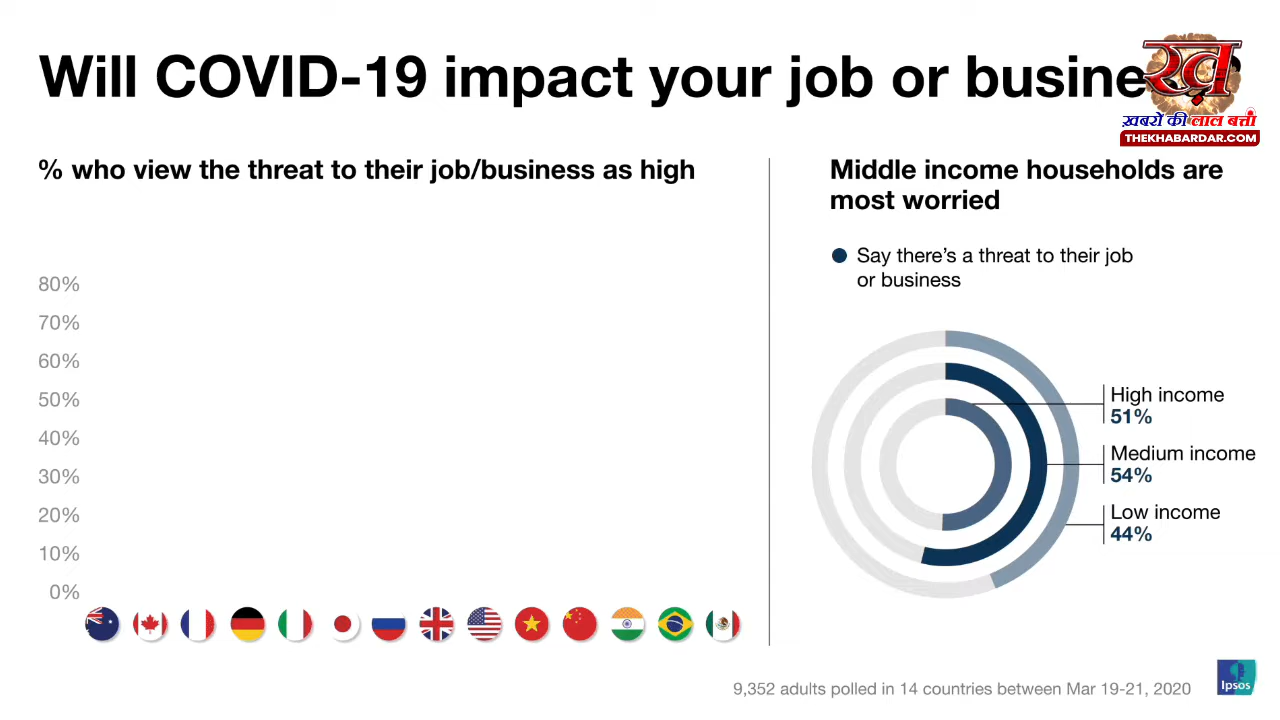 Will COVID-19 impact your job or busine
रव
ख़बरों की लाल बत्ती
THEKHABARDAR.COM
% who view the threat to their job/business as high
80%
70%
60%
50%
40%
30%
20%
10%
0%
Middle income households are
most worried
Say there's a threat to their job
or business
High income
51%
Medium income
54%
Low income
44%
9,352 adults polled in 14 countries between Mar 19-21, 2020
Ipsos